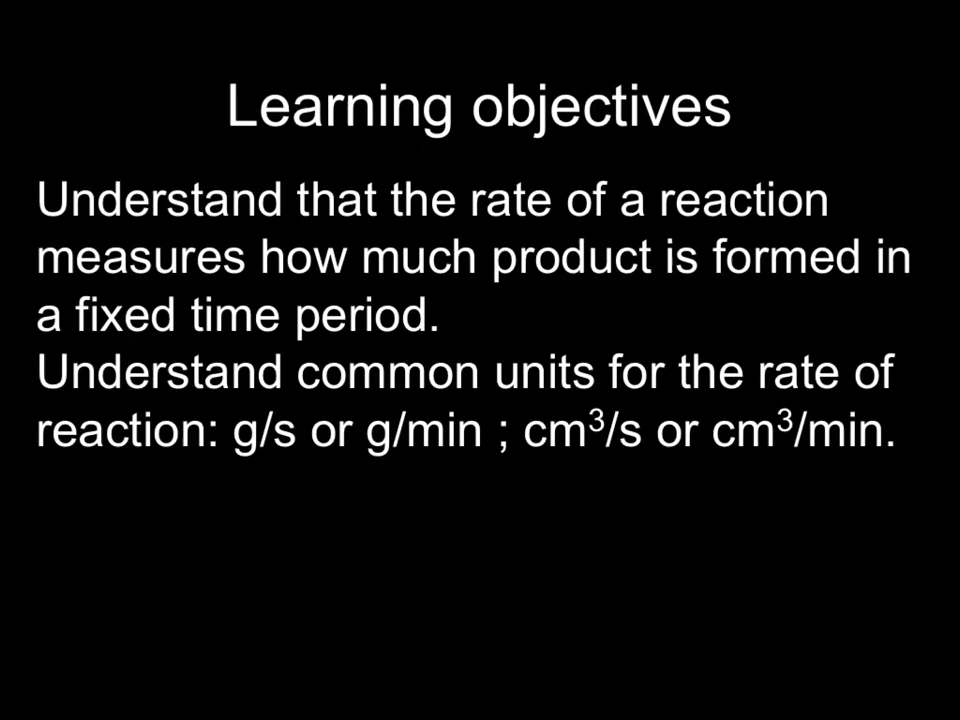 Learning objectives
Understand that the rate of a reaction
measures how much product is formed in
a fixed time period.
Understand common units for the rate of
reaction: g/s or g/min ; cm³/s or cm³/min.